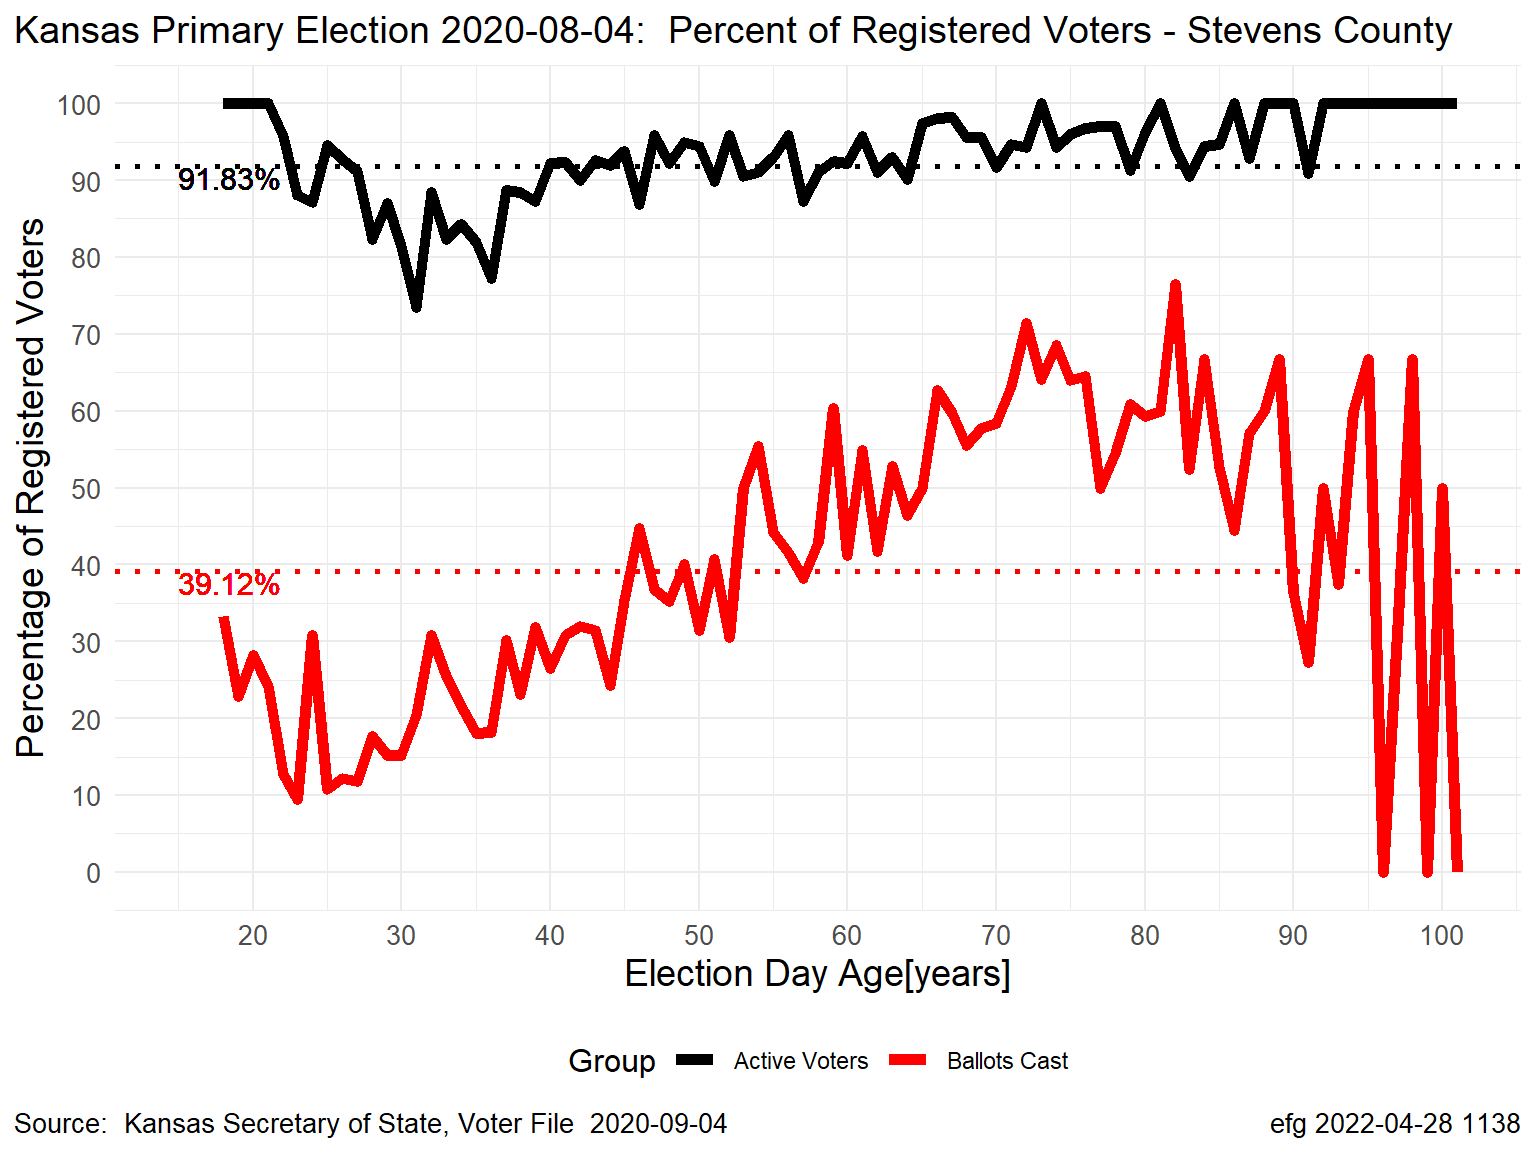 Kansas Primary Election 2020-08-04:  Percent of Registered Voters - Stevens County
Percentage of Registered Voters
100
90
80
70
60
50
40
30
20
10
0
91.83%
39.12%
20 30 40 50 60 70 80 90 100
Election Day Age[years]
Group Active Voters Ballots Cast
Source:  Kansas Secretary of State, Voter File  2020-09-04
efg 2022-04-28 1138